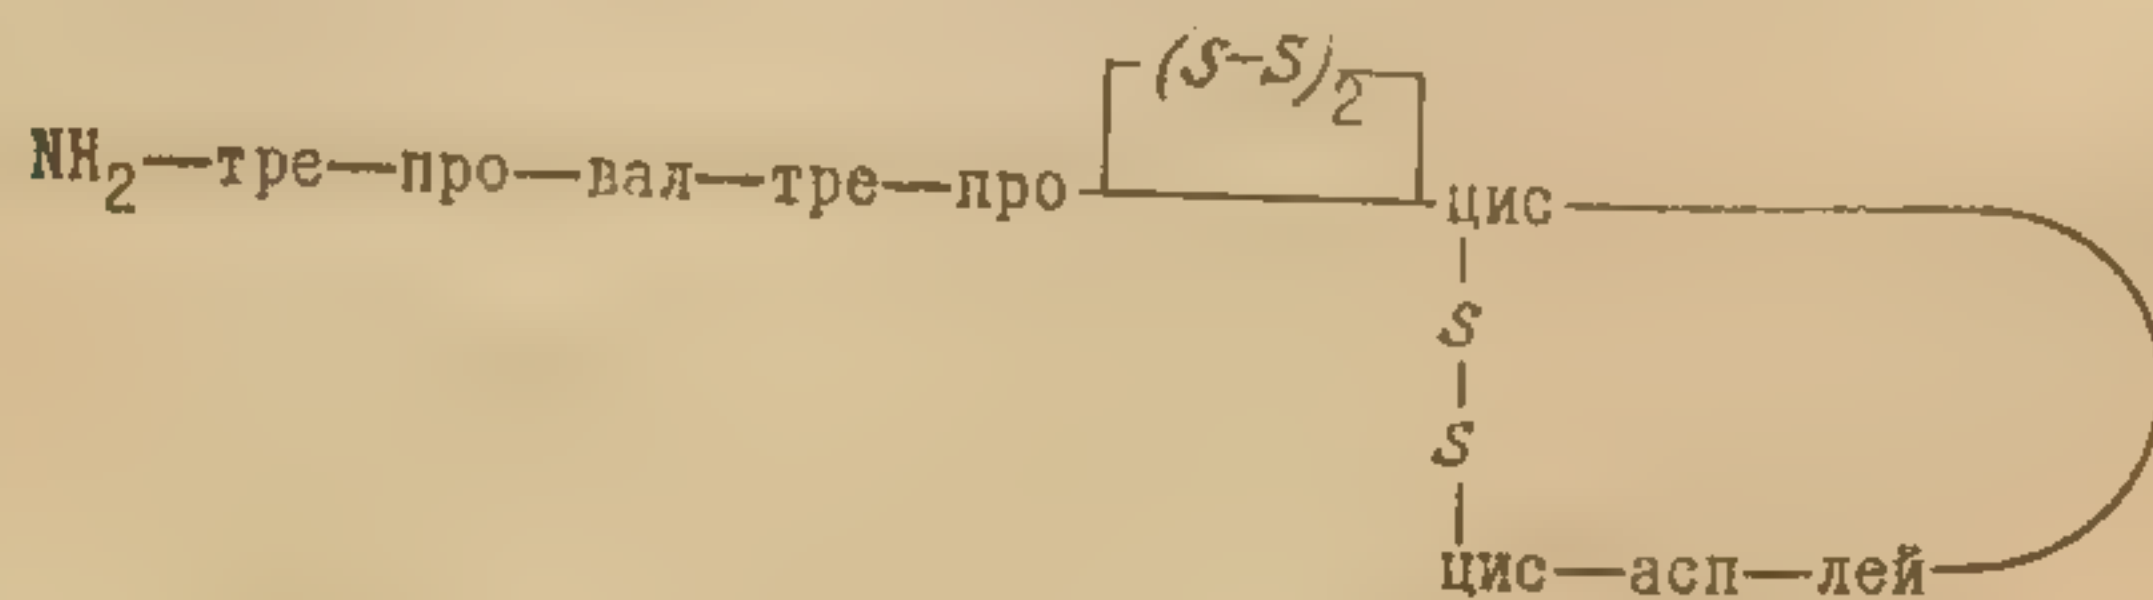 (S-S)2
NH2—тре—про—вал—тре—про—цис
S
S
цис—асп—лей